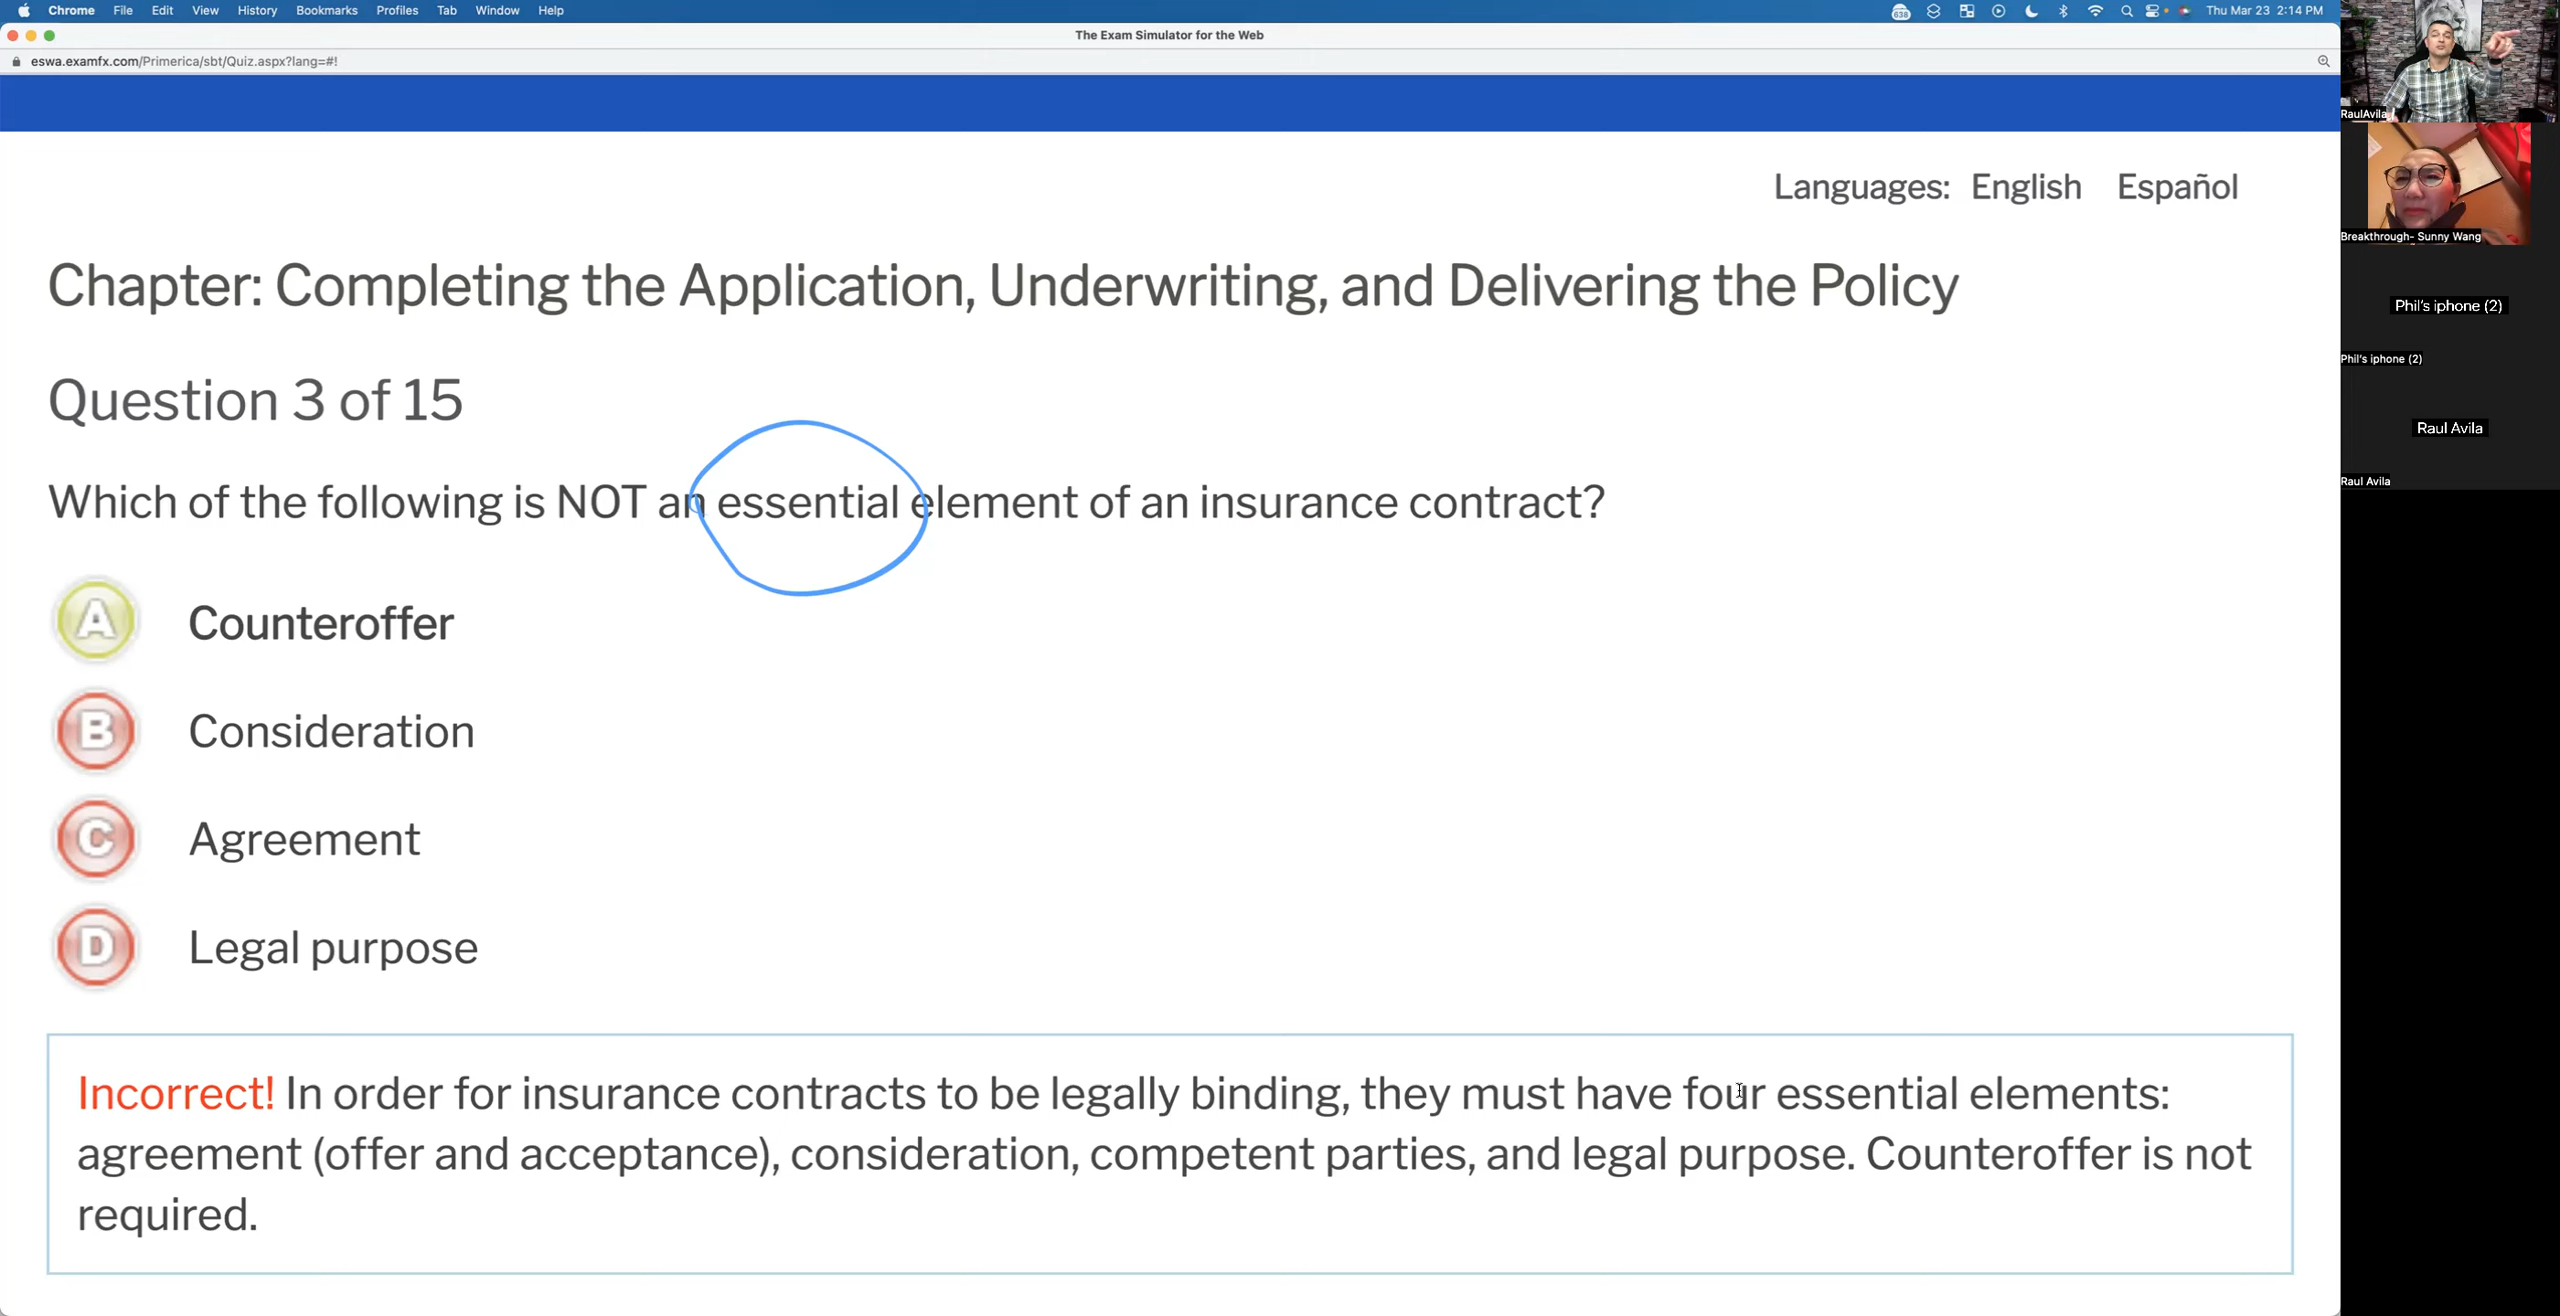 Chrome File Edit View History Bookmarks Profiles Tab Window Help
638 Thu Mar 23 2:14 PM
The Exam Simulator for the Web
eswa.examfx.com/Primerica/sbt/Quiz.aspx?lang=#!
Languages: English Español
Chapter: Completing the Application, Underwriting, and Delivering the Policy
Question 3 of 15
Which of the following is NOT an essential element of an insurance contract?
A Counteroffer
B Consideration
C Agreement
D Legal purpose
Incorrect! In order for insurance contracts to be legally binding, they must have four essential elements:
agreement (offer and acceptance), consideration, competent parties, and legal purpose. Counteroffer is not
required.
RaulAvila
Breakthrough- Sunny Wang
Phil's iphone (2)
Phil's iphone (2)
Raul Avila
Raul Avila